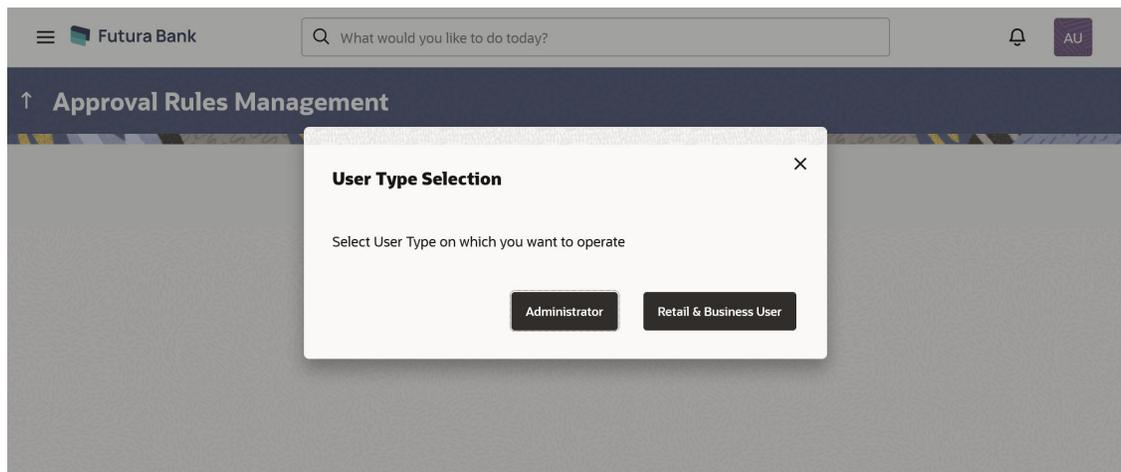 Futura Bank
What would you like to do today?
AU
Approval Rules Management
User Type Selection
Select User Type on which you want to operate
Administrator
Retail & Business User